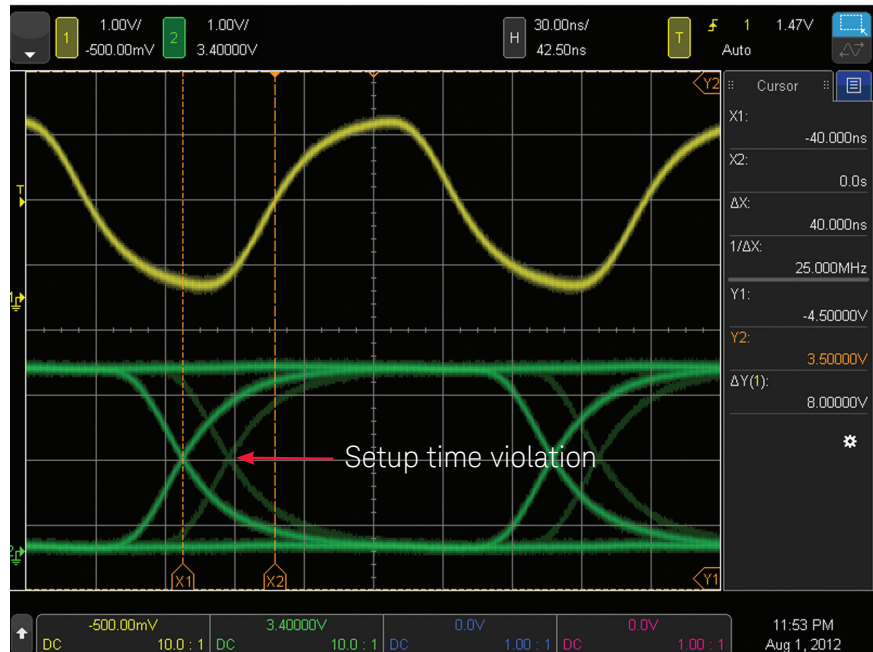 1 1.00V/ -500.00mV
2 1.00V/ 3.40000V
H 30.00ns/ 42.50ns
T 1 1.47V Auto
Y2
Cursor
X1:
-40.000ns
X2:
0.0s
ΔX:
40.000ns
1/ΔX:
25.000MHz
Y1:
-4.50000V
Y2:
3.50000V
ΔY(1):
8.00000V
T
1
Setup time violation
2
X1 X2 Y1
-500.00mV 3.40000V 0.0V 0.0V 11:53 PM
DC 10.0 : 1 DC 10.0 : 1 DC 1.00 : 1 DC 1.00 : 1 Aug 1, 2012